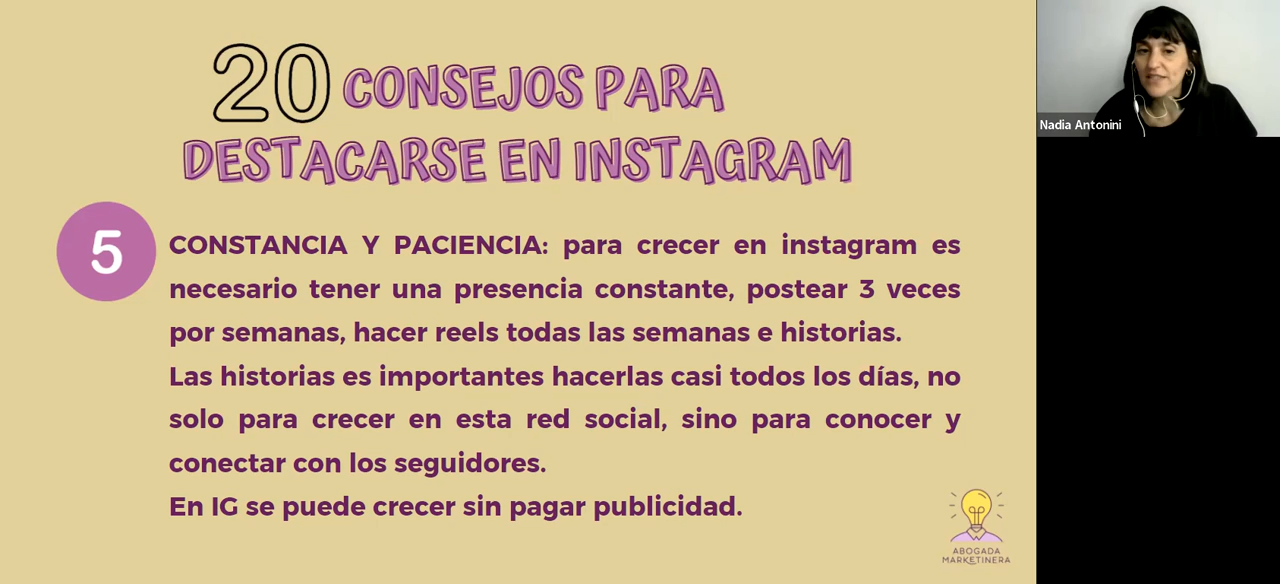 20 CONSEJOS PARA
DESTACARSE EN INSTAGRAM
5
CONSTANCIA Y PACIENCIA: para crecer en instagram es
necesario tener una presencia constante, postear 3 veces
por semanas, hacer reels todas las semanas e historias.
Las historias es importantes hacerlas casi todos los días, no
solo para crecer en esta red social, sino para conocer y
conectar con los seguidores.
En IG se puede crecer sin pagar publicidad.
ABOGADA
MARKETINERA
Nadia Antonini